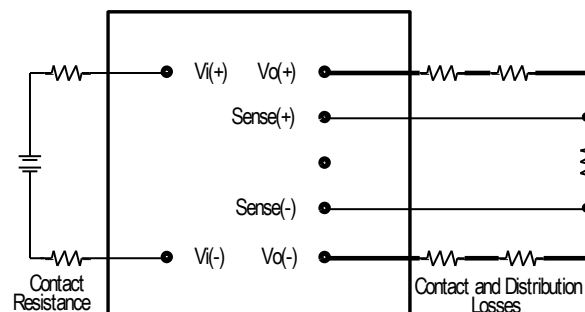 Vi(+) Vo(+)
Sense(+)
Sense(-)
Vi(-) Vo(-)
Contact
Resistance
Contact and Distribution
Losses